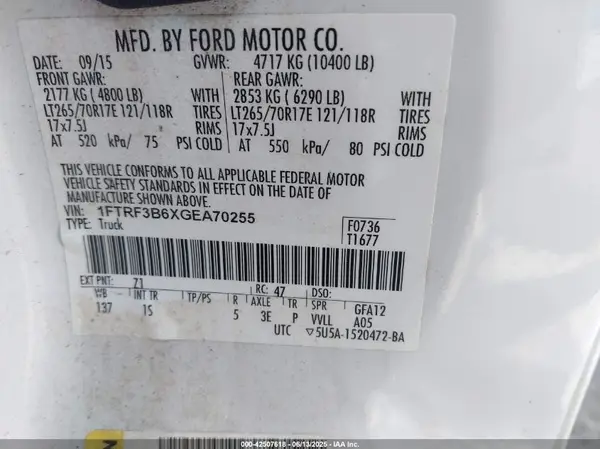 MFD. BY FORD MOTOR CO.
DATE: 09/15 GVWR: 4717 KG (10400 LB)
FRONT GAWR: REAR GAWR:
2177 KG ( 4800 LB) WITH 2853 KG ( 6290 LB) WITH
LT265/70R17E 121/118R TIRES LT265/70R17E 121/118R TIRES
17x7.5J RIMS 17x7.5J RIMS
AT 520 kPa/ 75 PSI COLD AT 550 kPa/ 80 PSI COLD
THIS VEHICLE CONFORMS TO ALL APPLICABLE FEDERAL MOTOR
VEHICLE SAFETY STANDARDS IN EFFECT ON THE DATE OF
MANUFACTURE SHOWN ABOVE.
VIN: 1FTRF3B6XGEA70255
TYPE: Truck
F0736
T1677
EXT PNT: Z1 RC: 47 DSO:
WB INT TR TP/PS R AXLE TR SPR GFA12
137 1S 5 3E P VVLL A05
UTC 5U5A-1520472-BA
000-42507618 - 06/13/2025 - IAA.com